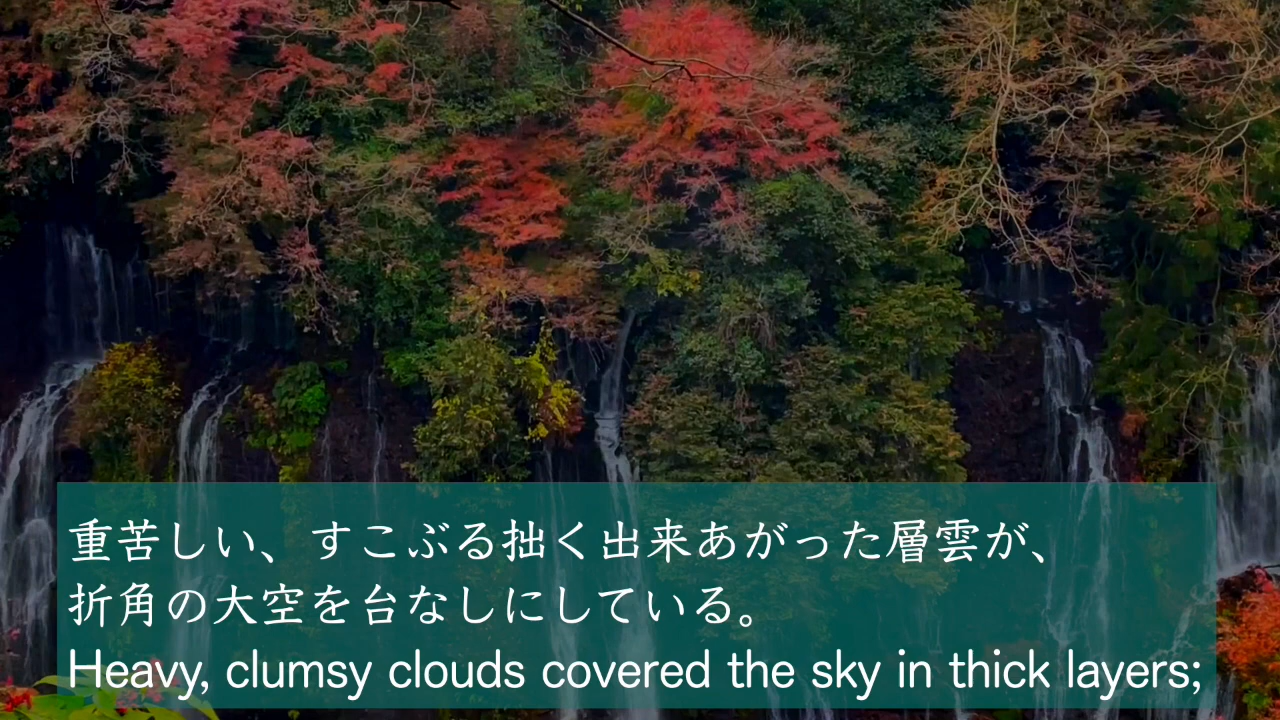 重苦しい、すこぶる拙く出来あがった層雲が、
折角の大空を台なしにしている。
Heavy, clumsy clouds covered the sky in thick layers;